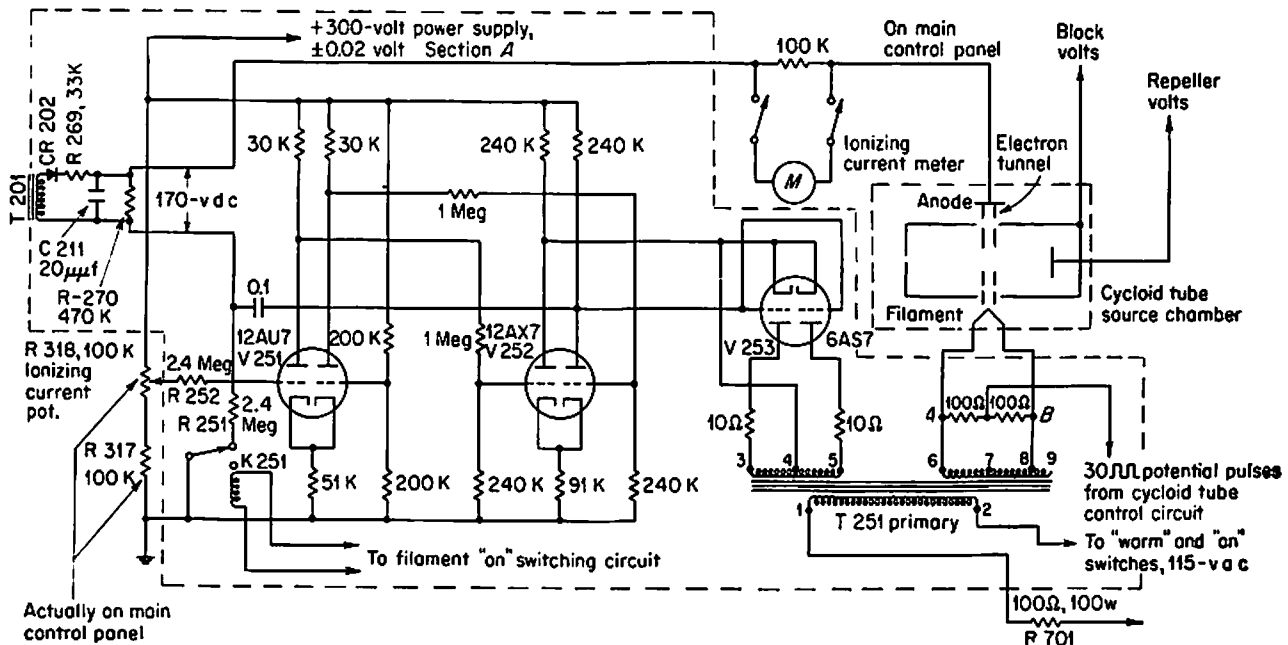 +300-volt power supply,
±0.02 volt Section A
100 K
On main
control panel
Block
volts
Repeller
volts
T 201
CR 202
R 269, 33K
30 K
30 K
240 K
240 K
Ionizing
current meter
M
Electron
tunnel
Anode
170-vdc
1 Meg
C 211
20μμf
R-270
470 K
0.1
12AU7
V 251
200 K
1 Meg
12AX7
V 252
V 253
6AS7
Filament
Cycloid tube
source chamber
R 318, 100 K
Ionizing
current pot.
2.4 Meg
R 252
2.4
Meg
R 251
10Ω
10Ω
A
100Ω
100Ω
B
R 317
100 K
K 251
51 K
200 K
240 K
91 K
240 K
3
4
5
6
7
8
9
1
2
T 251 primary
30 potential pulses
from cycloid tube
control circuit
To "warm" and "on"
switches, 115-vac
To filament "on" switching circuit
Actually on main
control panel
100Ω, 100w
R 701